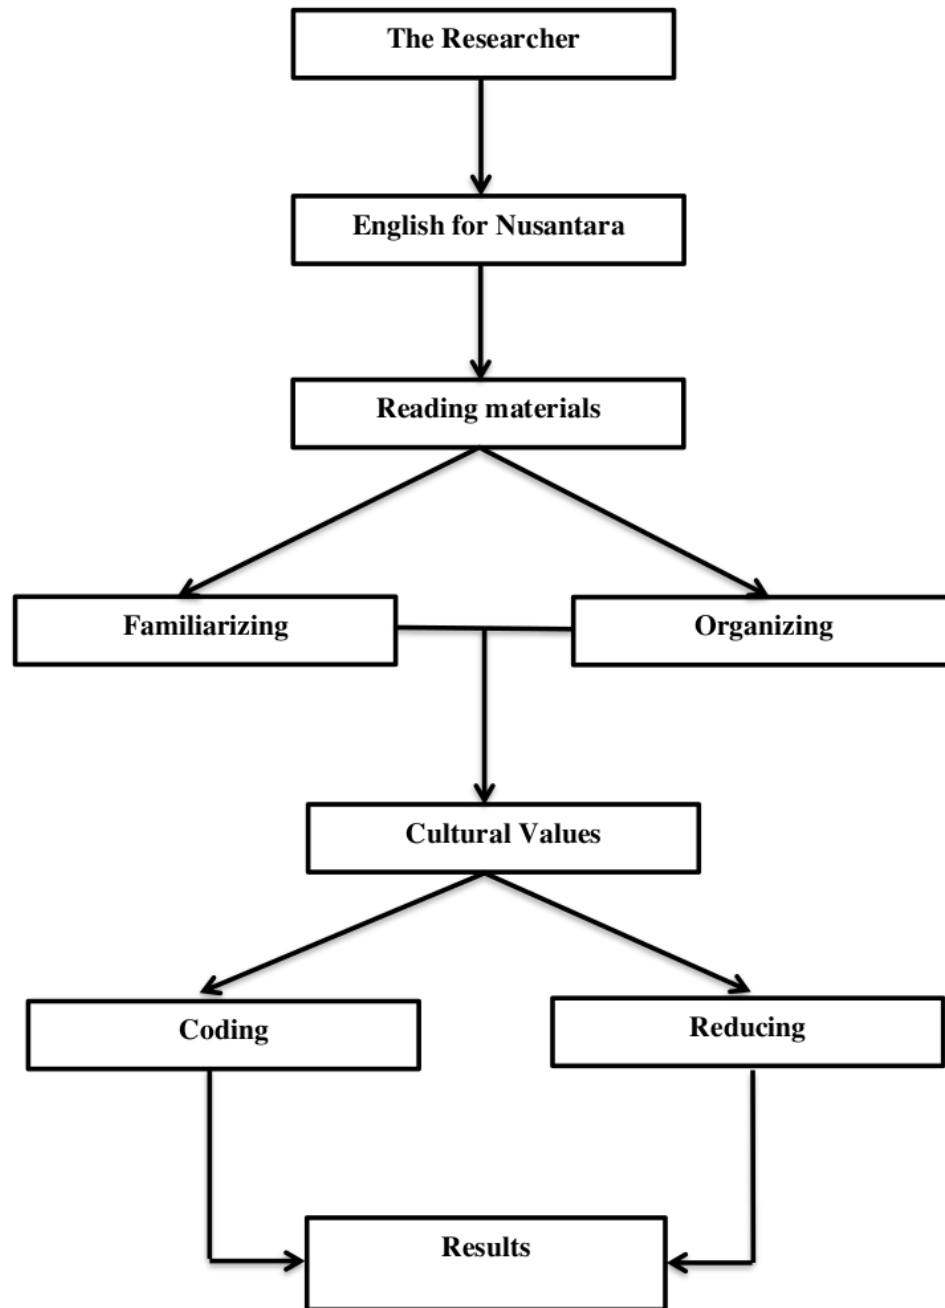 The Researcher
English for Nusantara
Reading materials
Familiarizing
Organizing
Cultural Values
Coding
Reducing
Results